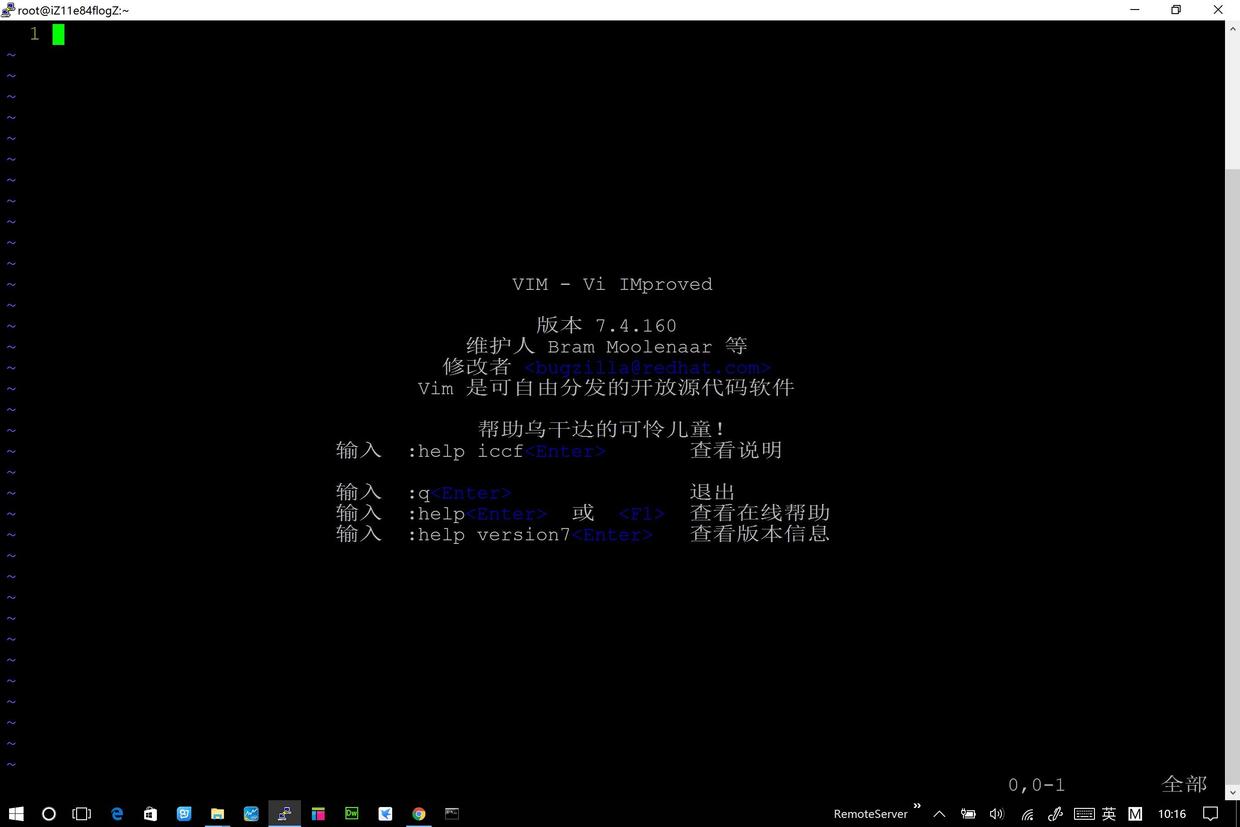 root@iZ11e84flogZ:~
1
~
~
~
~
~
~
~
~
~
~
~
~ VIM - Vi IMproved
~
~ 版本 7.4.160
~ 维护人 Bram Moolenaar 等
~ 修改者 <bugzilla@redhat.com>
~ Vim 是可自由分发的开放源代码软件
~
~ 帮助乌干达的可怜儿童!
~ 输入 :help iccf<Enter> 查看说明
~
~ 输入 :q<Enter> 退出
~ 输入 :help<Enter> 或 <F1> 查看在线帮助
~ 输入 :help version7<Enter> 查看版本信息
~
~
~
~
~
~
~
~
~
~
~
0,0-1 全部
Dw RemoteServer » 英 M 10:16